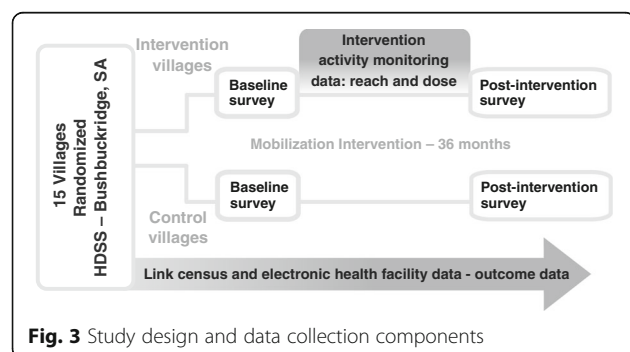 15 Villages
Randomized
HDSS – Bushbuckridge, SA
Intervention
villages
Baseline
survey
Intervention
activity monitoring
data: reach and dose
Post-intervention
survey
Mobilization Intervention – 36 months
Baseline
survey
Post-intervention
survey
Control
villages
Link census and electronic health facility data - outcome data
Fig. 3 Study design and data collection components